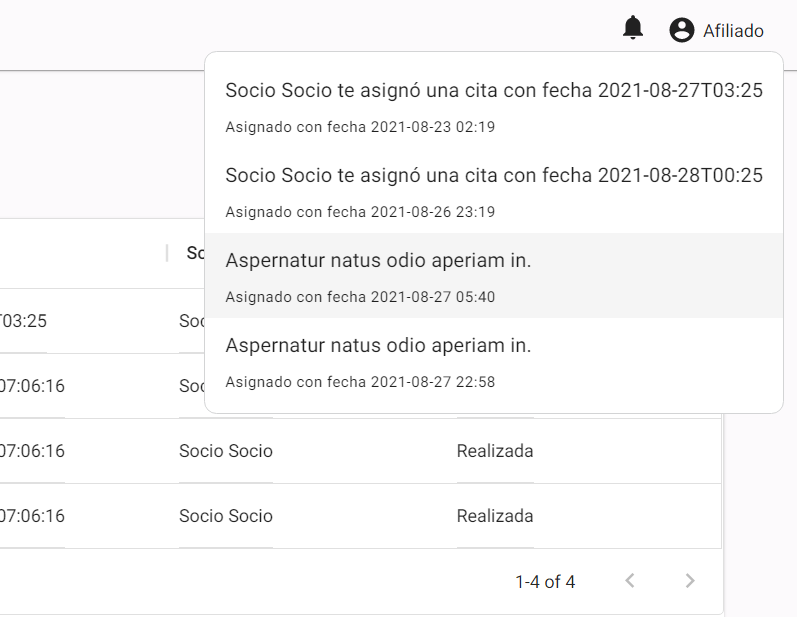 Afiliado
Socio Socio te asignó una cita con fecha 2021-08-27T03:25
Asignado con fecha 2021-08-23 02:19
Socio Socio te asignó una cita con fecha 2021-08-28T00:25
Asignado con fecha 2021-08-26 23:19
Aspernatur natus odio aperiam in.
Asignado con fecha 2021-08-27 05:40
Aspernatur natus odio aperiam in.
Asignado con fecha 2021-08-27 22:58
T03:25
07:06:16
07:06:16 Socio Socio Realizada
07:06:16 Socio Socio Realizada
1-4 of 4